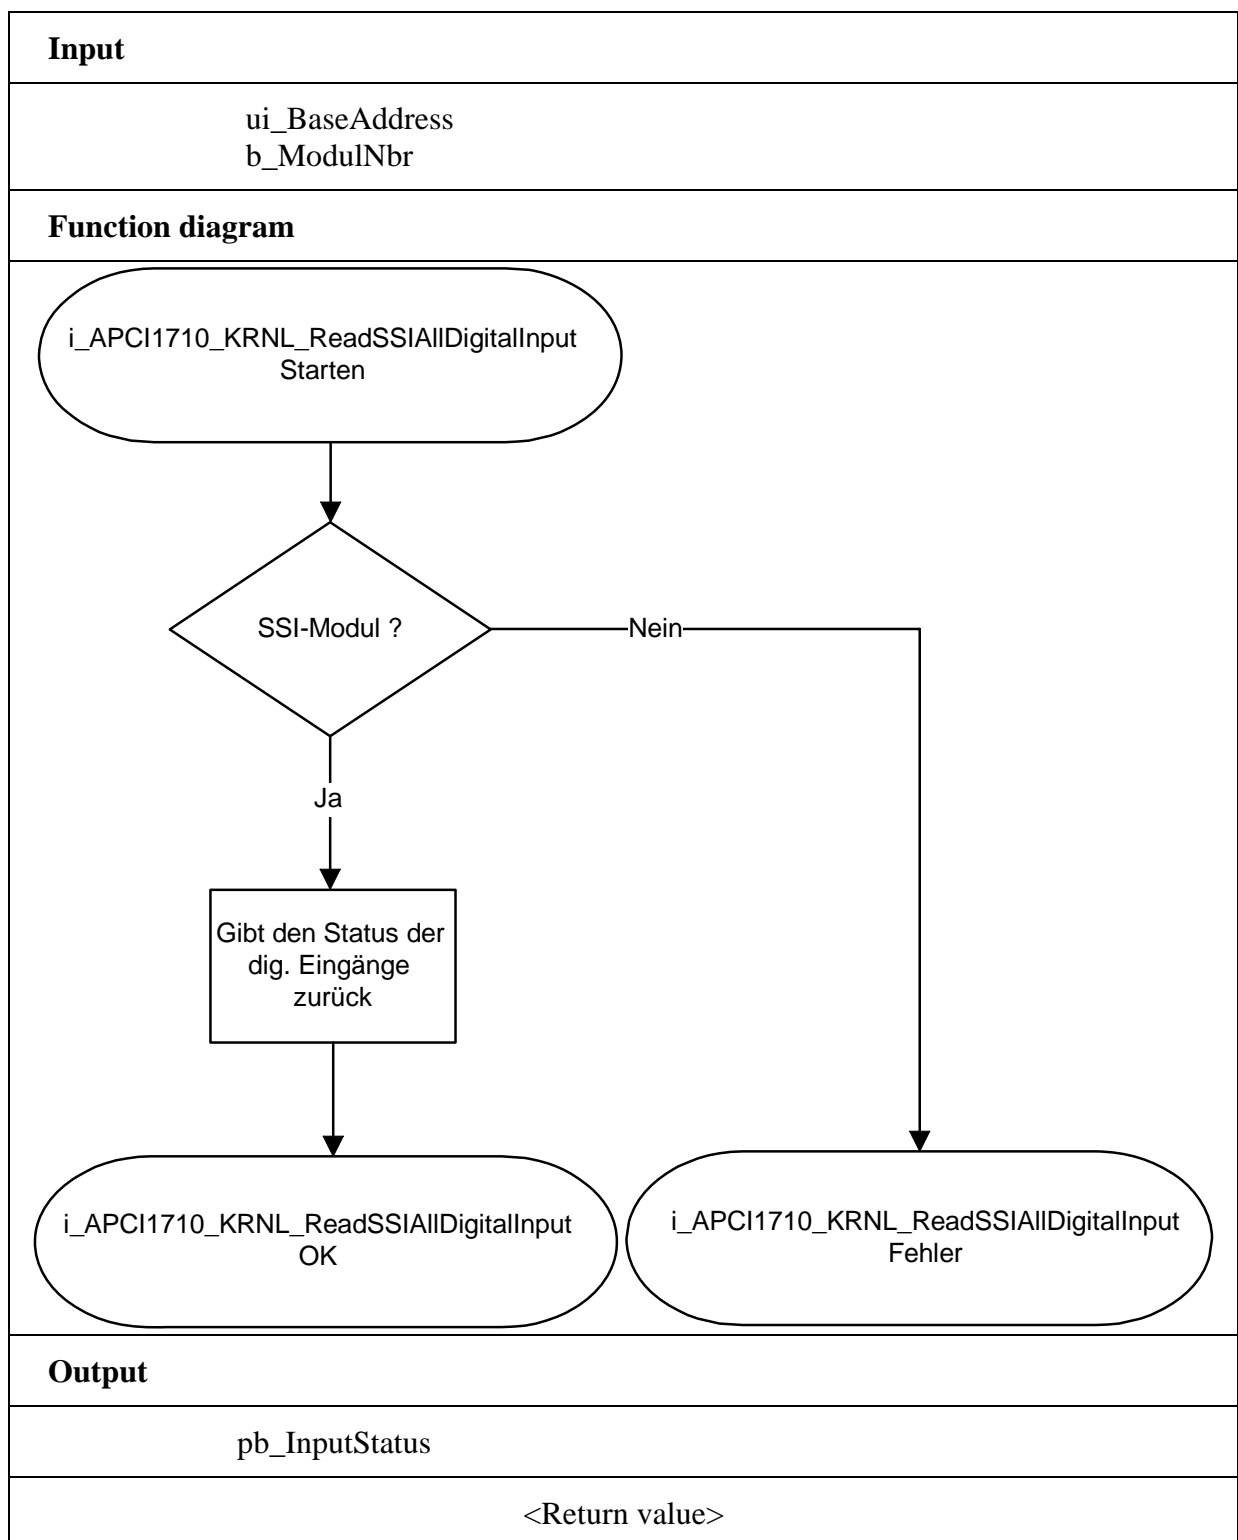 Input
ui_BaseAddress
b_ModulNbr
Function diagram
i_APCI1710_KRNL_ReadSSIAllDigitalInput
Starten
SSI-Modul ?
Nein
Ja
Gibt den Status der
dig. Eingänge
zurück
i_APCI1710_KRNL_ReadSSIAllDigitalInput
OK
i_APCI1710_KRNL_ReadSSIAllDigitalInput
Fehler
Output
pb_InputStatus
<Return value>